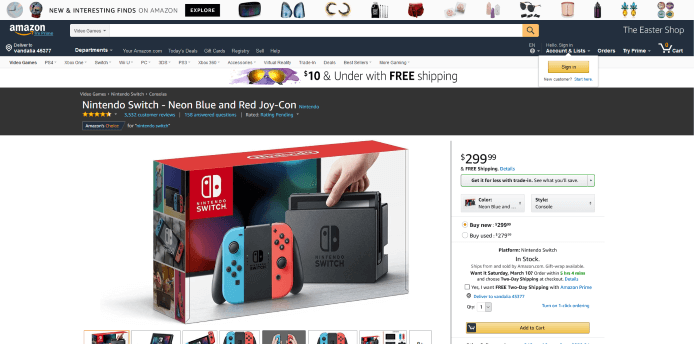 NEW & INTERESTING FINDS ON AMAZON EXPLORE
amazon
Try Prime
Video Games
The Easter Shop
Deliver to
vandalia 45377
Departments
Your Amazon.com Today's Deals Gift Cards Registry Sell Help
EN
Hello. Sign in
Account & Lists
Orders
Try Prime
0
Cart
Video Games PS4 Xbox One Switch Wii U PC 3DS PS3 Xbox 360 Accessories Virtual Reality Trade-In Deals Best Sellers More Gaming
Sign in
New customer? Start here.
$10 & Under with FREE shipping
Video Games › Nintendo Switch › Consoles
Nintendo Switch - Neon Blue and Red Joy-Con Nintendo
3,532 customer reviews | 158 answered questions | Rated: Rating Pending
Amazon's Choice for "nintendo switch"
NINTENDO
SWITCH
NINTENDO
SWITCH
$299.99
& FREE Shipping. Details
Get it for less with trade-in. See what you'll save.
Color:
Neon Blue and ...
Style:
Console
Buy new: $299.99
Buy used: $279.99
Platform: Nintendo Switch
In Stock.
Ships from and sold by Amazon.com. Gift-wrap available.
Want it Saturday, March 10? Order within
and choose Two-Day Shipping at checkout. Details
Yes, I want FREE Two-Day Shipping with Amazon Prime
Deliver to vandalia 45377
Qty: 1
Turn on 1-click ordering
Add to Cart